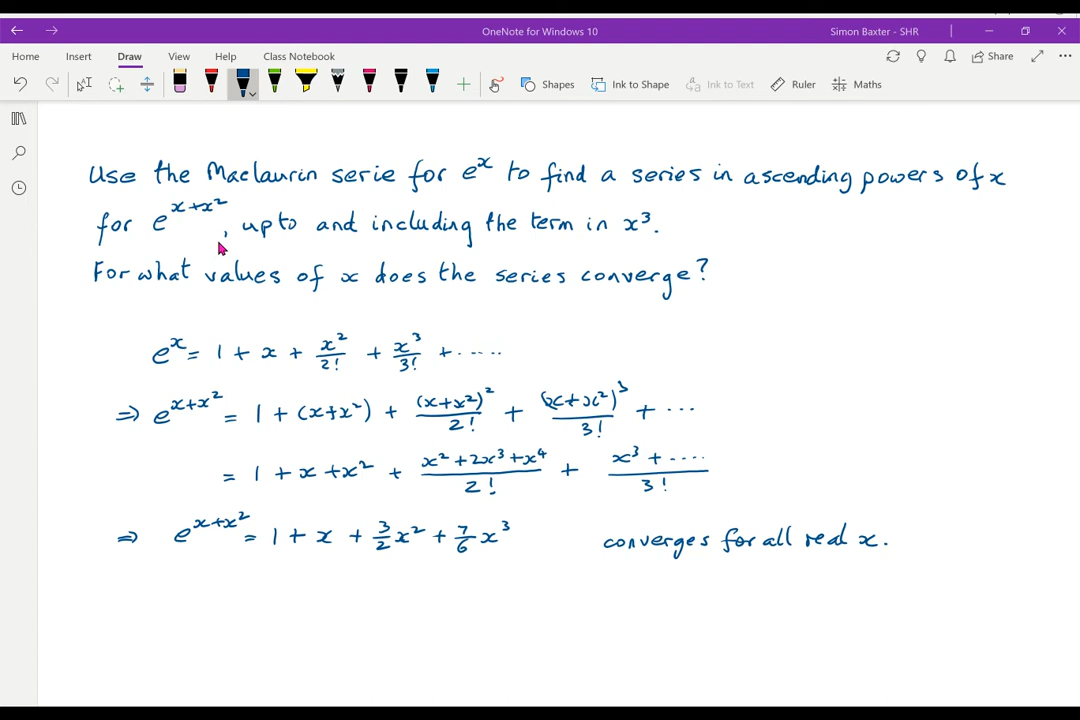 OneNote for Windows 10
Simon Baxter - SHR
Home Insert Draw View Help Class Notebook
Share
Shapes Ink to Shape Ink to Text Ruler Maths
Use the Maclaurin serie for e^x to find a series in ascending powers of x
for e^{x+x²}, up to and including the term in x³.
For what values of x does the series converge?
e^x = 1 + x + x²/2! + x³/3! + .....
⇒ e^{x+x²} = 1 + (x+x²) + (x+x²)²/2! + (x+x²)³/3! + ...
= 1 + x + x² + (x² + 2x³ + x⁴)/2! + (x³ + ....)/3!
⇒ e^{x+x²} = 1 + x + 3/2 x² + 7/6 x³ converges for all real x.